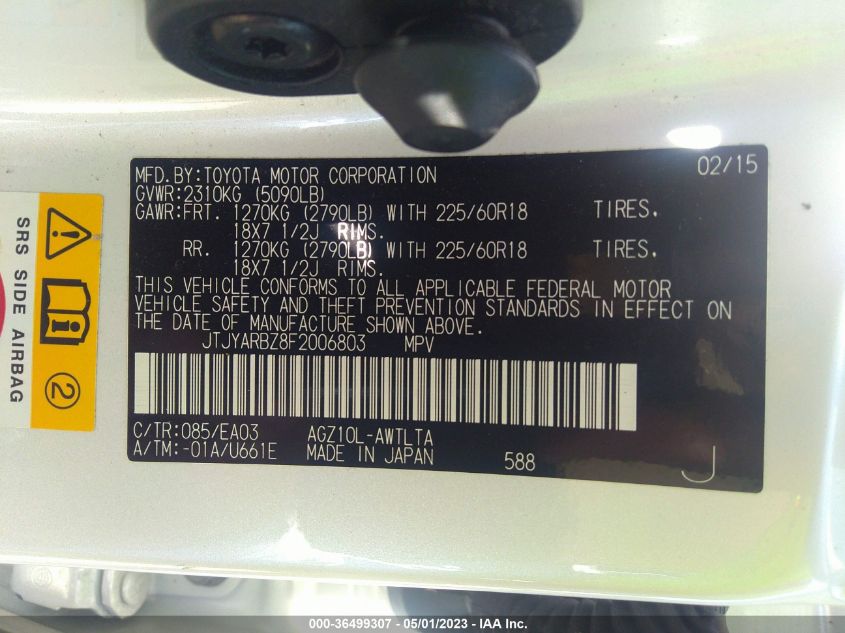 MFD.BY:TOYOTA MOTOR CORPORATION 02/15
GVWR:2310KG (5090LB)
GAWR:FRT. 1270KG (2790LB) WITH 225/60R18 TIRES.
18X7 1/2J RIMS.
RR. 1270KG (2790LB) WITH 225/60R18 TIRES.
18X7 1/2J RIMS.
THIS VEHICLE CONFORMS TO ALL APPLICABLE FEDERAL MOTOR
VEHICLE SAFETY AND THEFT PREVENTION STANDARDS IN EFFECT ON
THE DATE OF MANUFACTURE SHOWN ABOVE.
JTJYARBZ8F2006803 MPV
C/TR:085/EA03 AGZ10L-AWTLTA
A/TM:-01A/U661E MADE IN JAPAN 588
J
SRS SIDE AIRBAG
2
000-36499307 - 05/01/2023 - IAA Inc.